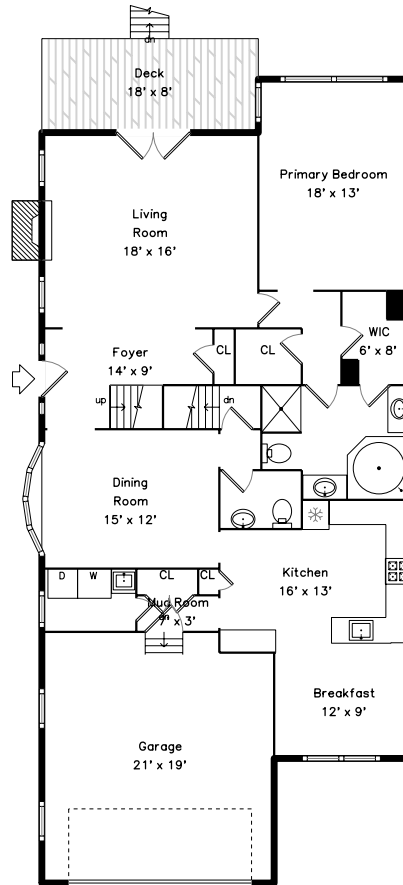 dn
Deck
18' x 8'
Primary Bedroom
18' x 13'
Living
Room
18' x 16'
WIC
6' x 8'
CL
CL
Foyer
14' x 9'
up
dn
Dining
Room
15' x 12'
D
W
CL
CL
Kitchen
16' x 13'
Mud Room
7' x 3'
dn
Breakfast
12' x 9'
Garage
21' x 19'